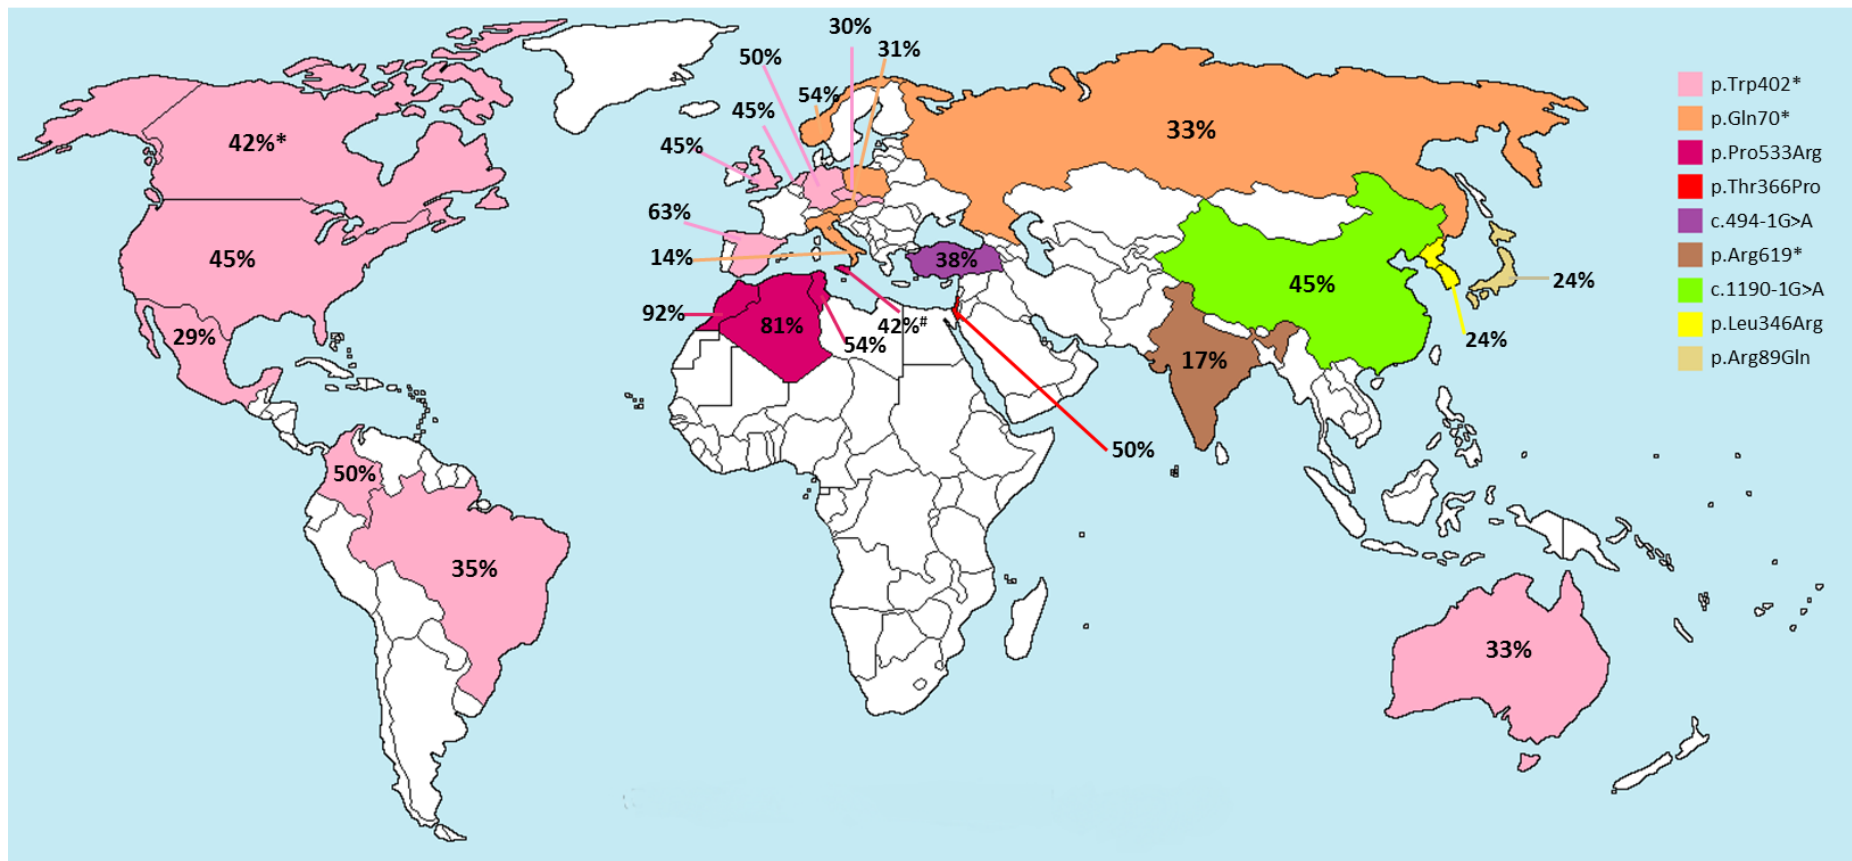 30%
31%
50%
54%
45%
45%
42%*
33%
63%
45%
14%
38%
45%
24%
92%
81%
42%#
54%
29%
24%
17%
50%
50%
35%
33%
p.Trp402*
p.Gln70*
p.Pro533Arg
p.Thr366Pro
c.494-1G>A
p.Arg619*
c.1190-1G>A
p.Leu346Arg
p.Arg89Gln